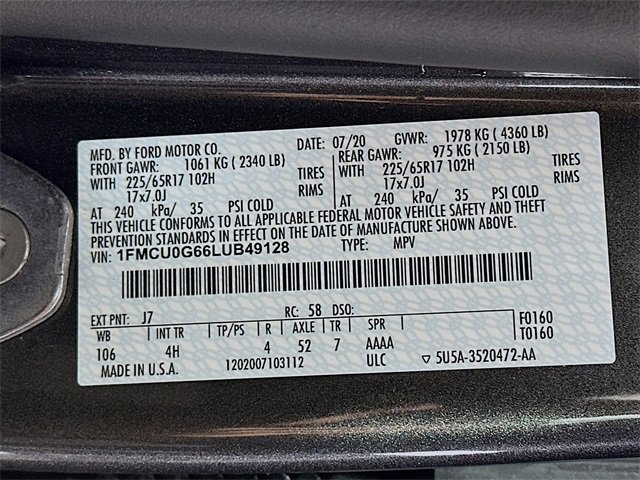 MFD. BY FORD MOTOR CO. DATE: 07/20 GVWR: 1978 KG ( 4360 LB)
FRONT GAWR: 1061 KG ( 2340 LB) REAR GAWR: 975 KG ( 2150 LB)
WITH 225/65R17 102H TIRES WITH 225/65R17 102H TIRES
17x7.0J RIMS 17x7.0J RIMS
AT 240 kPa/ 35 PSI COLD AT 240 kPa/ 35 PSI COLD
THIS VEHICLE CONFORMS TO ALL APPLICABLE FEDERAL MOTOR VEHICLE SAFETY AND THEFT
PREVENTION STANDARDS IN EFFECT ON THE DATE OF MANUFACTURE SHOWN ABOVE.
VIN: 1FMCU0G66LUB49128 TYPE: MPV
EXT PNT: J7 RC: 58 DSO: F0160
WB INT TR TP/PS R AXLE TR SPR T0160
106 4H 4 52 7 AAAA
MADE IN U.S.A. 1202007103112 ULC ▽ 5U5A-3520472-AA